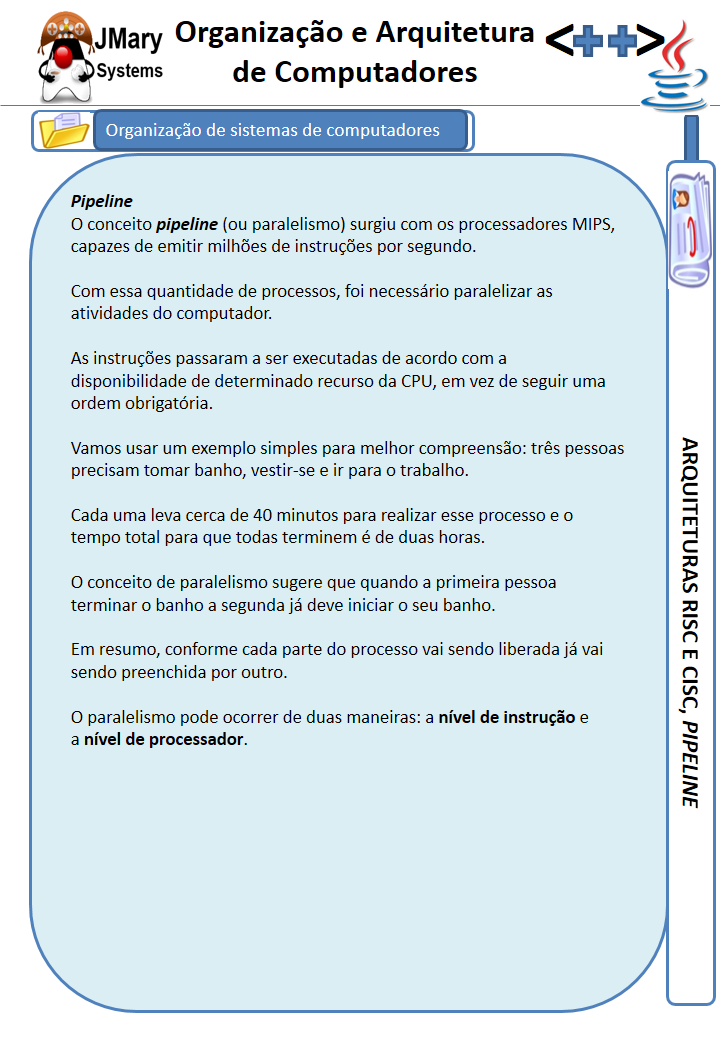 JMary
Systems
Organização e Arquitetura
de Computadores
<++>
Organização de sistemas de computadores
Pipeline
O conceito pipeline (ou paralelismo) surgiu com os processadores MIPS,
capazes de emitir milhões de instruções por segundo.
Com essa quantidade de processos, foi necessário paralelizar as
atividades do computador.
As instruções passaram a ser executadas de acordo com a
disponibilidade de determinado recurso da CPU, em vez de seguir uma
ordem obrigatória.
Vamos usar um exemplo simples para melhor compreensão: três pessoas
precisam tomar banho, vestir-se e ir para o trabalho.
Cada uma leva cerca de 40 minutos para realizar esse processo e o
tempo total para que todas terminem é de duas horas.
O conceito de paralelismo sugere que quando a primeira pessoa
terminar o banho a segunda já deve iniciar o seu banho.
Em resumo, conforme cada parte do processo vai sendo liberada já vai
sendo preenchida por outro.
O paralelismo pode ocorrer de duas maneiras: a nível de instrução e
a nível de processador.
ARQUITETURAS RISC E CISC, PIPELINE